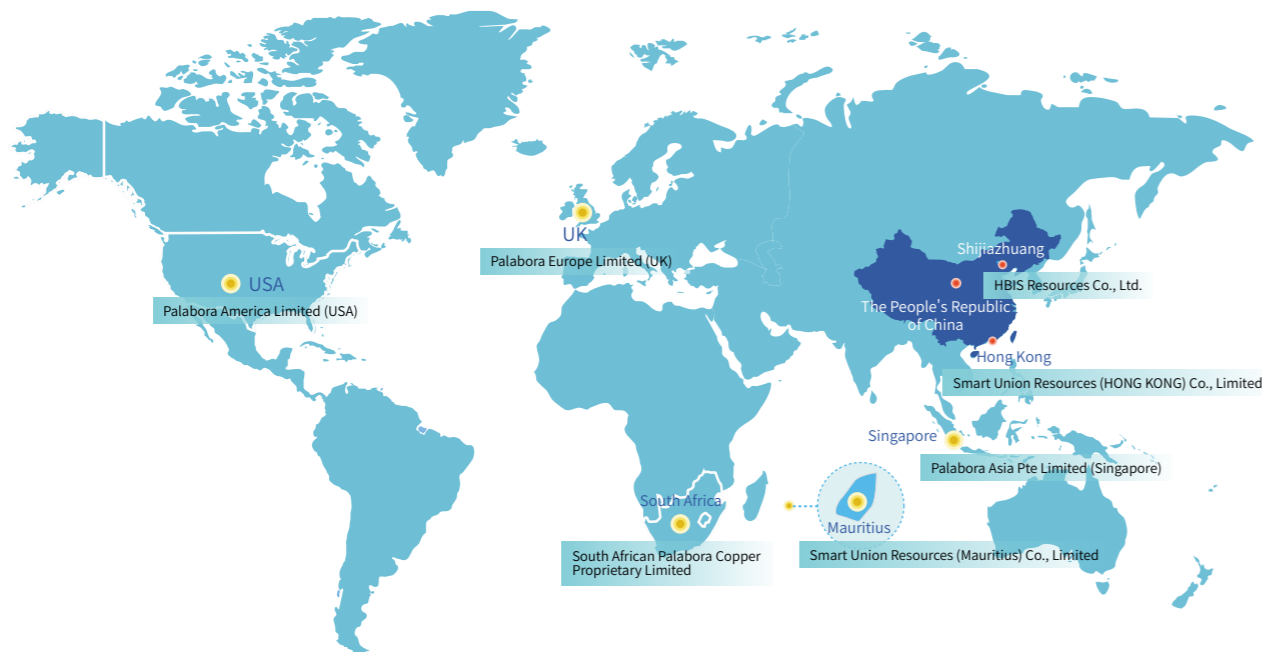 Shijiazhuang
HBIS Resources Co., Ltd.
UK
Palabora Europe Limited (UK)
USA
Palabora America Limited (USA)
The People's Republic
of China
Hong Kong
Smart Union Resources (HONG KONG) Co., Limited
Singapore
Palabora Asia Pte Limited (Singapore)
South Africa
South African Palabora Copper
Proprietary Limited
Mauritius
Smart Union Resources (Mauritius) Co., Limited